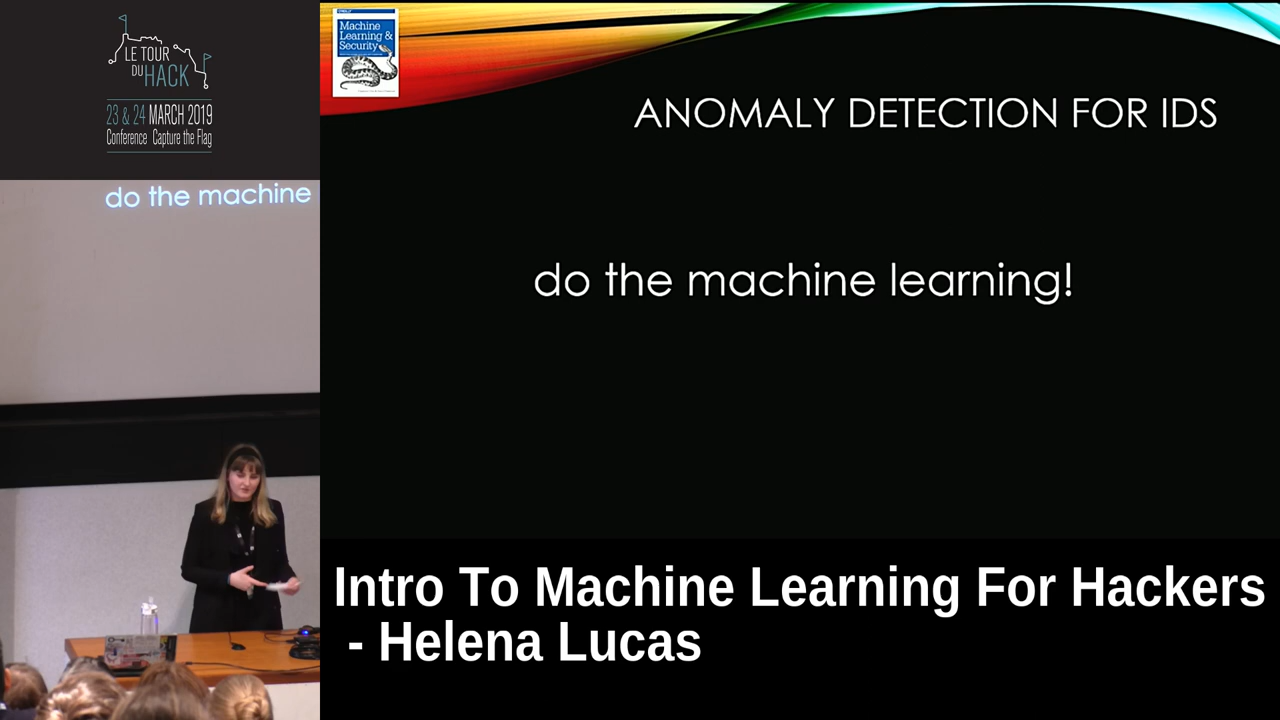 LE TOUR
DU HACK
23 & 24 MARCH 2019
Conference Capture the Flag
do the machine
O'REILLY
Machine
Learning &
Security
ANOMALY DETECTION FOR IDS
do the machine learning!
Intro To Machine Learning For Hackers
- Helena Lucas